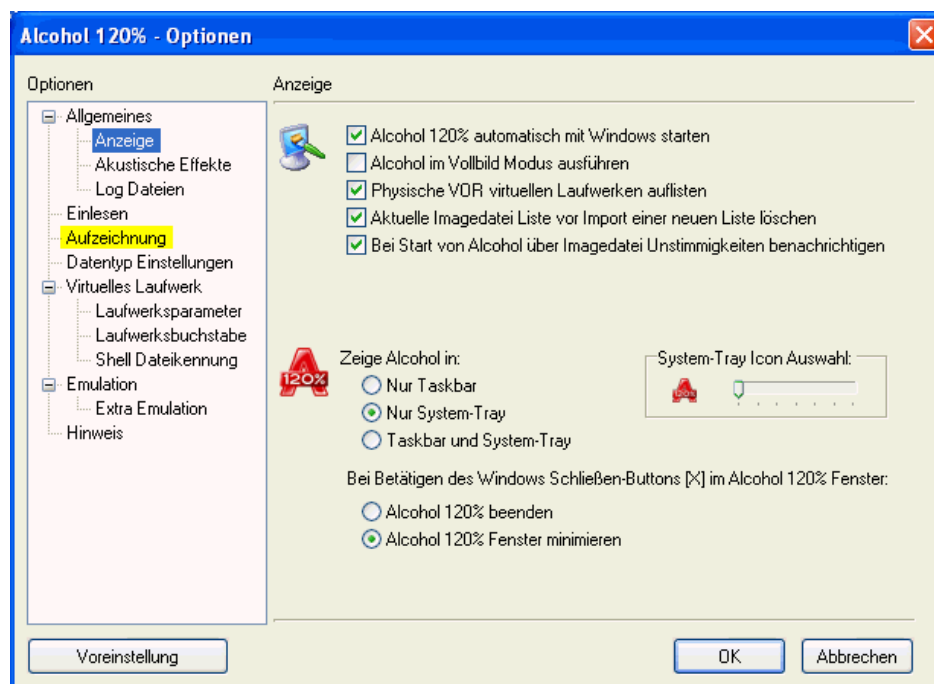 Alcohol 120% - Optionen
Optionen
Allgemeines
Anzeige
Akustische Effekte
Log Dateien
Einlesen
Aufzeichnung
Datentyp Einstellungen
Virtuelles Laufwerk
Laufwerksparameter
Laufwerksbuchstabe
Shell Dateikennung
Emulation
Extra Emulation
Hinweis
Anzeige
Alcohol 120% automatisch mit Windows starten
Alcohol im Vollbild Modus ausführen
Physische VOR virtuellen Laufwerken auflisten
Aktuelle Imagedatei Liste vor Import einer neuen Liste löschen
Bei Start von Alcohol über Imagedatei Unstimmigkeiten benachrichtigen
120%
Zeige Alcohol in:
Nur Taskbar
Nur System-Tray
Taskbar und System-Tray
System-Tray Icon Auswahl:
Bei Betätigen des Windows Schließen-Buttons [X] im Alcohol 120% Fenster:
Alcohol 120% beenden
Alcohol 120% Fenster minimieren
Voreinstellung
OK
Abbrechen